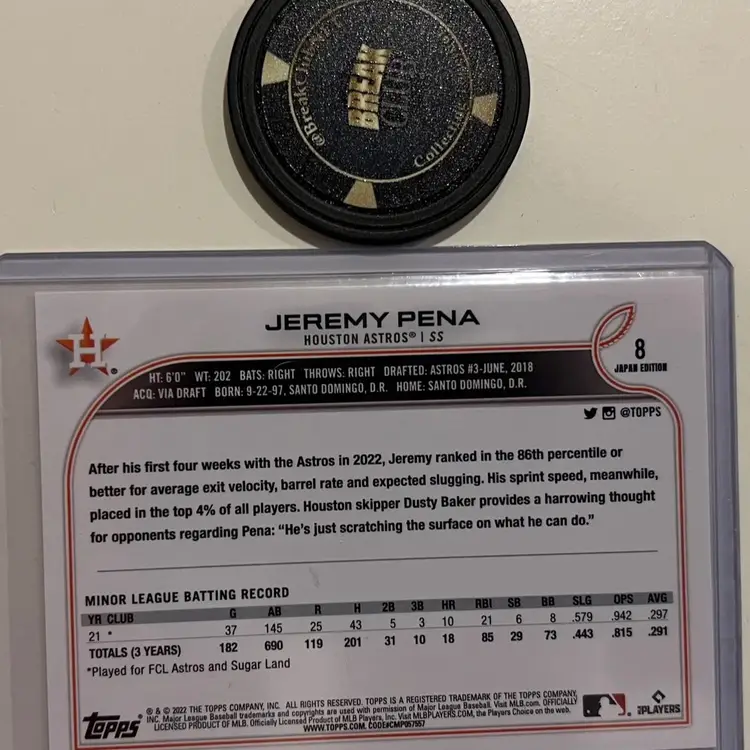 @BreakClub
BREAK
CLUB
Collectible
H
JEREMY PENA
HOUSTON ASTROS® | SS
8
JAPAN EDITION
HT: 6'0" WT: 202 BATS: RIGHT THROWS: RIGHT DRAFTED: ASTROS #3-JUNE, 2018
ACQ: VIA DRAFT BORN: 9-22-97, SANTO DOMINGO, D.R. HOME: SANTO DOMINGO, D.R.
@TOPPS
After his first four weeks with the Astros in 2022, Jeremy ranked in the 86th percentile or
better for average exit velocity, barrel rate and expected slugging. His sprint speed, meanwhile,
placed in the top 4% of all players. Houston skipper Dusty Baker provides a harrowing thought
for opponents regarding Pena: “He's just scratching the surface on what he can do.”
MINOR LEAGUE BATTING RECORD
YR CLUB G AB R H 2B 3B HR RBI SB BB SLG OPS AVG
21 * 37 145 25 43 5 3 10 21 6 8 .579 .942 .297
TOTALS (3 YEARS) 182 690 119 201 31 10 18 85 29 73 .443 .815 .291
*Played for FCL Astros and Sugar Land
topps
® & © 2022 THE TOPPS COMPANY, INC. ALL RIGHTS RESERVED. TOPPS IS A REGISTERED TRADEMARK OF THE TOPPS COMPANY,
INC. Major League Baseball trademarks and copyrights are used with permission of Major League Baseball. Visit MLB.com. OFFICIALLY
LICENSED PRODUCT OF MLB. Officially Licensed Product of MLB Players, Inc. Visit MLBPLAYERS.COM, the Players Choice on the web.
WWW.TOPPS.COM. CODE#CMP057557
PLAYERS